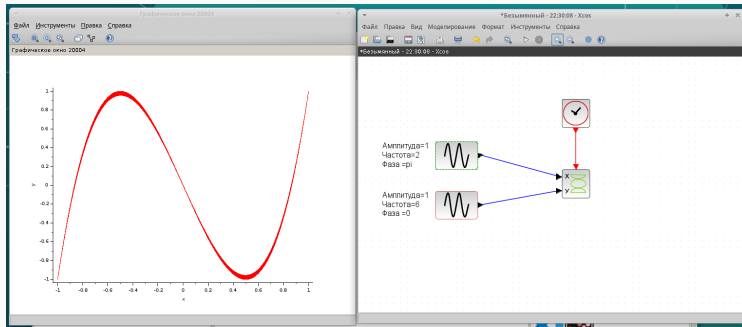 Графическое окно 20004
Файл Инструменты Правка Справка
Графическое окно 20004
1
0.8
0.6
0.4
0.2
0
-0.2
-0.4
-0.6
-0.8
-1
y
-1 -0.8 -0.6 -0.4 -0.2 0 0.2 0.4 0.6 0.8 1
x
*Безымянный - 22:30:08 - Xcos
Файл Правка Вид Моделирование Формат Инструменты Справка
*Безымянный - 22:30:08 - Xcos
Амплитуда=1
Частота=2
Фаза =pi
X
У
Амплитуда=1
Частота=6
Фаза =0